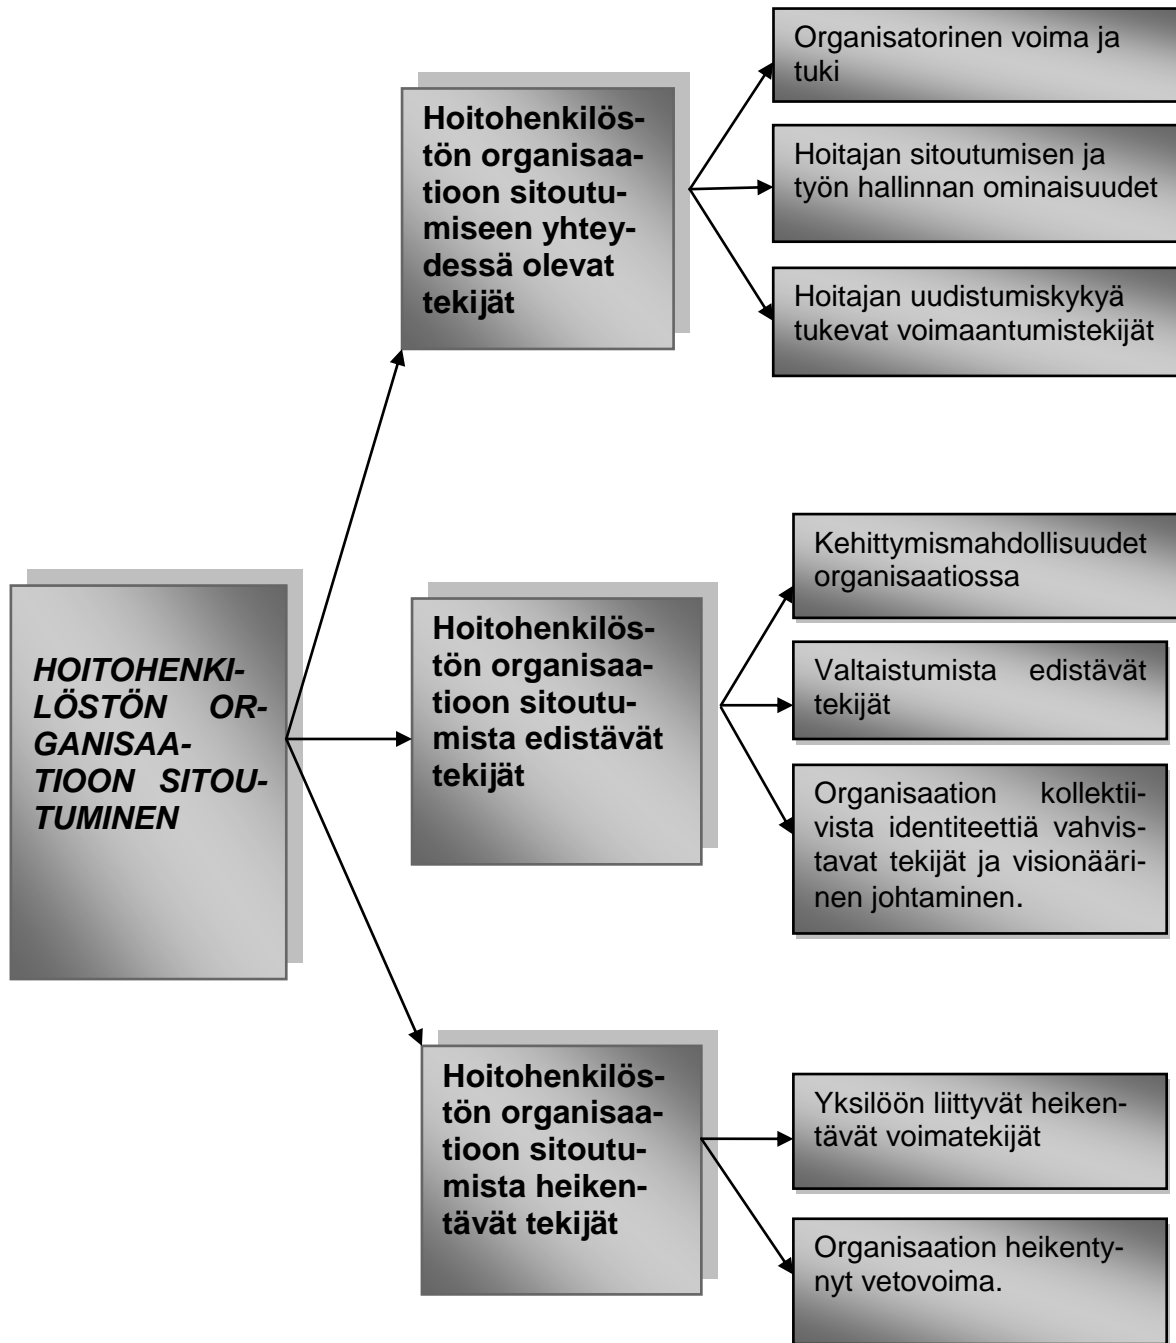 HOITOHENKI-
LÖSTÖN OR-
GANISAA-
TIOON SITOU-
TUMINEN
Hoitohenkilös-
tön organisaa-
tioon sitoutu-
miseen yhtey-
dessä olevat
tekijät
Organisatorinen voima ja
tuki
Hoitajan sitoutumisen ja
työn hallinnan ominaisuudet
Hoitajan uudistumiskykyä
tukevat voimaantumistekijät
Hoitohenkilös-
tön organisaa-
tioon sitoutu-
mista edistävät
tekijät
Kehittymismahdollisuudet
organisaatiossa
Valtaistumista edistävät
tekijät
Organisaation kollektii-
vista identiteettiä vahvis-
tavat tekijät ja visionääri-
nen johtaminen.
Hoitohenkilös-
tön organisaa-
tioon sitoutu-
mista heiken-
tävät tekijät
Yksilöön liittyvät heiken-
tävät voimatekijät
Organisaation heikenty-
nyt vetovoima.